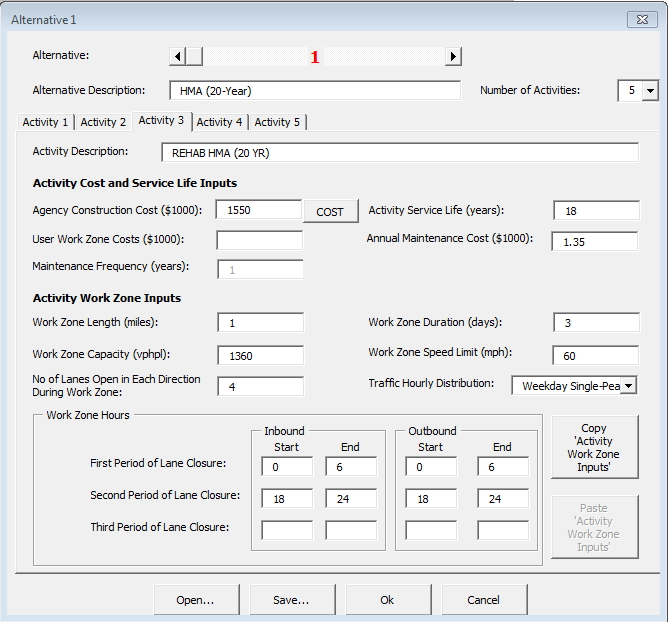 Alternative 1
Alternative:
1
Alternative Description:
HMA (20-Year)
Number of Activities:
5
Activity 1 Activity 2 Activity 3 Activity 4 Activity 5
Activity Description:
REHAB HMA (20 YR)
Activity Cost and Service Life Inputs
Agency Construction Cost ($1000):
1550
COST
Activity Service Life (years):
18
User Work Zone Costs ($1000):
Annual Maintenance Cost ($1000):
1.35
Maintenance Frequency (years):
1
Activity Work Zone Inputs
Work Zone Length (miles):
1
Work Zone Duration (days):
3
Work Zone Capacity (vphpl):
1360
Work Zone Speed Limit (mph):
60
No of Lanes Open in Each Direction
During Work Zone:
4
Traffic Hourly Distribution:
Weekday Single-Pea
Work Zone Hours
Inbound
Outbound
Start End Start End
First Period of Lane Closure:
0 6 0 6
Second Period of Lane Closure:
18 24 18 24
Third Period of Lane Closure:
Copy
'Activity
Work Zone
Inputs'
Paste
'Activity
Work Zone
Inputs'
Open... Save... Ok Cancel